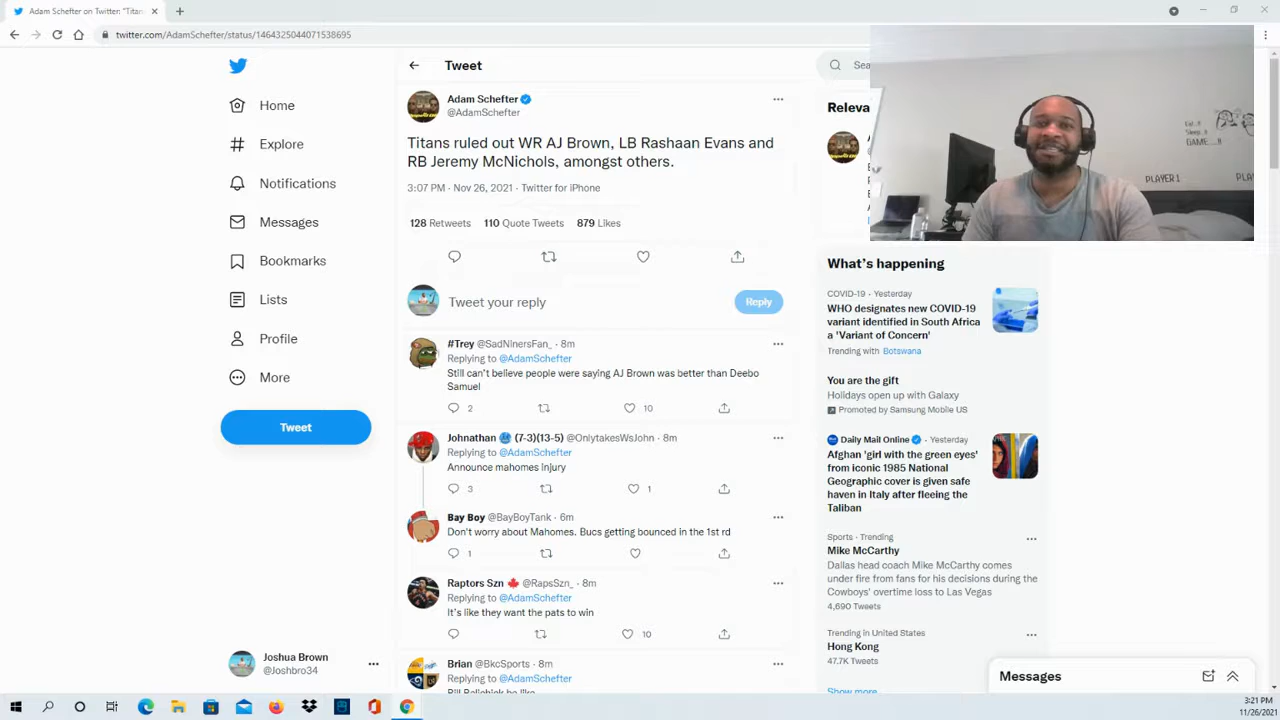 Adam Schefter on Twitter: "Titan
twitter.com/AdamSchefter/status/1464325044071538695
Home
Explore
Notifications
Messages
Bookmarks
Lists
Profile
More
Tweet
Joshua Brown
@Joshbro34
Tweet
Adam Schefter
@AdamSchefter
Titans ruled out WR AJ Brown, LB Rashaan Evans and
RB Jeremy McNichols, amongst others.
3:07 PM · Nov 26, 2021 · Twitter for iPhone
128 Retweets 110 Quote Tweets 879 Likes
Tweet your reply
Reply
#Trey @SadNinersFan_ · 8m
Replying to @AdamSchefter
Still can't believe people were saying AJ Brown was better than Deebo
Samuel
2 10
Johnathan (7-3)(13-5) @OnlytakesWsJohn · 8m
Replying to @AdamSchefter
Announce mahomes injury
3 1
Bay Boy @BayBoyTank · 6m
Don't worry about Mahomes. Bucs getting bounced in the 1st rd
1
Raptors Szn @RapsSzn_ · 8m
Replying to @AdamSchefter
It's like they want the pats to win
10
Brian @BkcSports · 8m
Replying to @AdamSchefter
Bill Belichick be like
Sea
Releva
Eat..!!
Sleep..!!
GAME...!!
PLAYER 1
PLA
What's happening
COVID-19 · Yesterday
WHO designates new COVID-19
variant identified in South Africa
a 'Variant of Concern'
Trending with Botswana
You are the gift
Holidays open up with Galaxy
Promoted by Samsung Mobile US
Daily Mail Online · Yesterday
Afghan 'girl with the green eyes'
from iconic 1985 National
Geographic cover is given safe
haven in Italy after fleeing the
Taliban
Sports · Trending
Mike McCarthy
Dallas head coach Mike McCarthy comes
under fire from fans for his decisions during the
Cowboys' overtime loss to Las Vegas
4,690 Tweets
Trending in United States
Hong Kong
47.7K Tweets
Show more
Messages
3:21 PM
11/26/2021